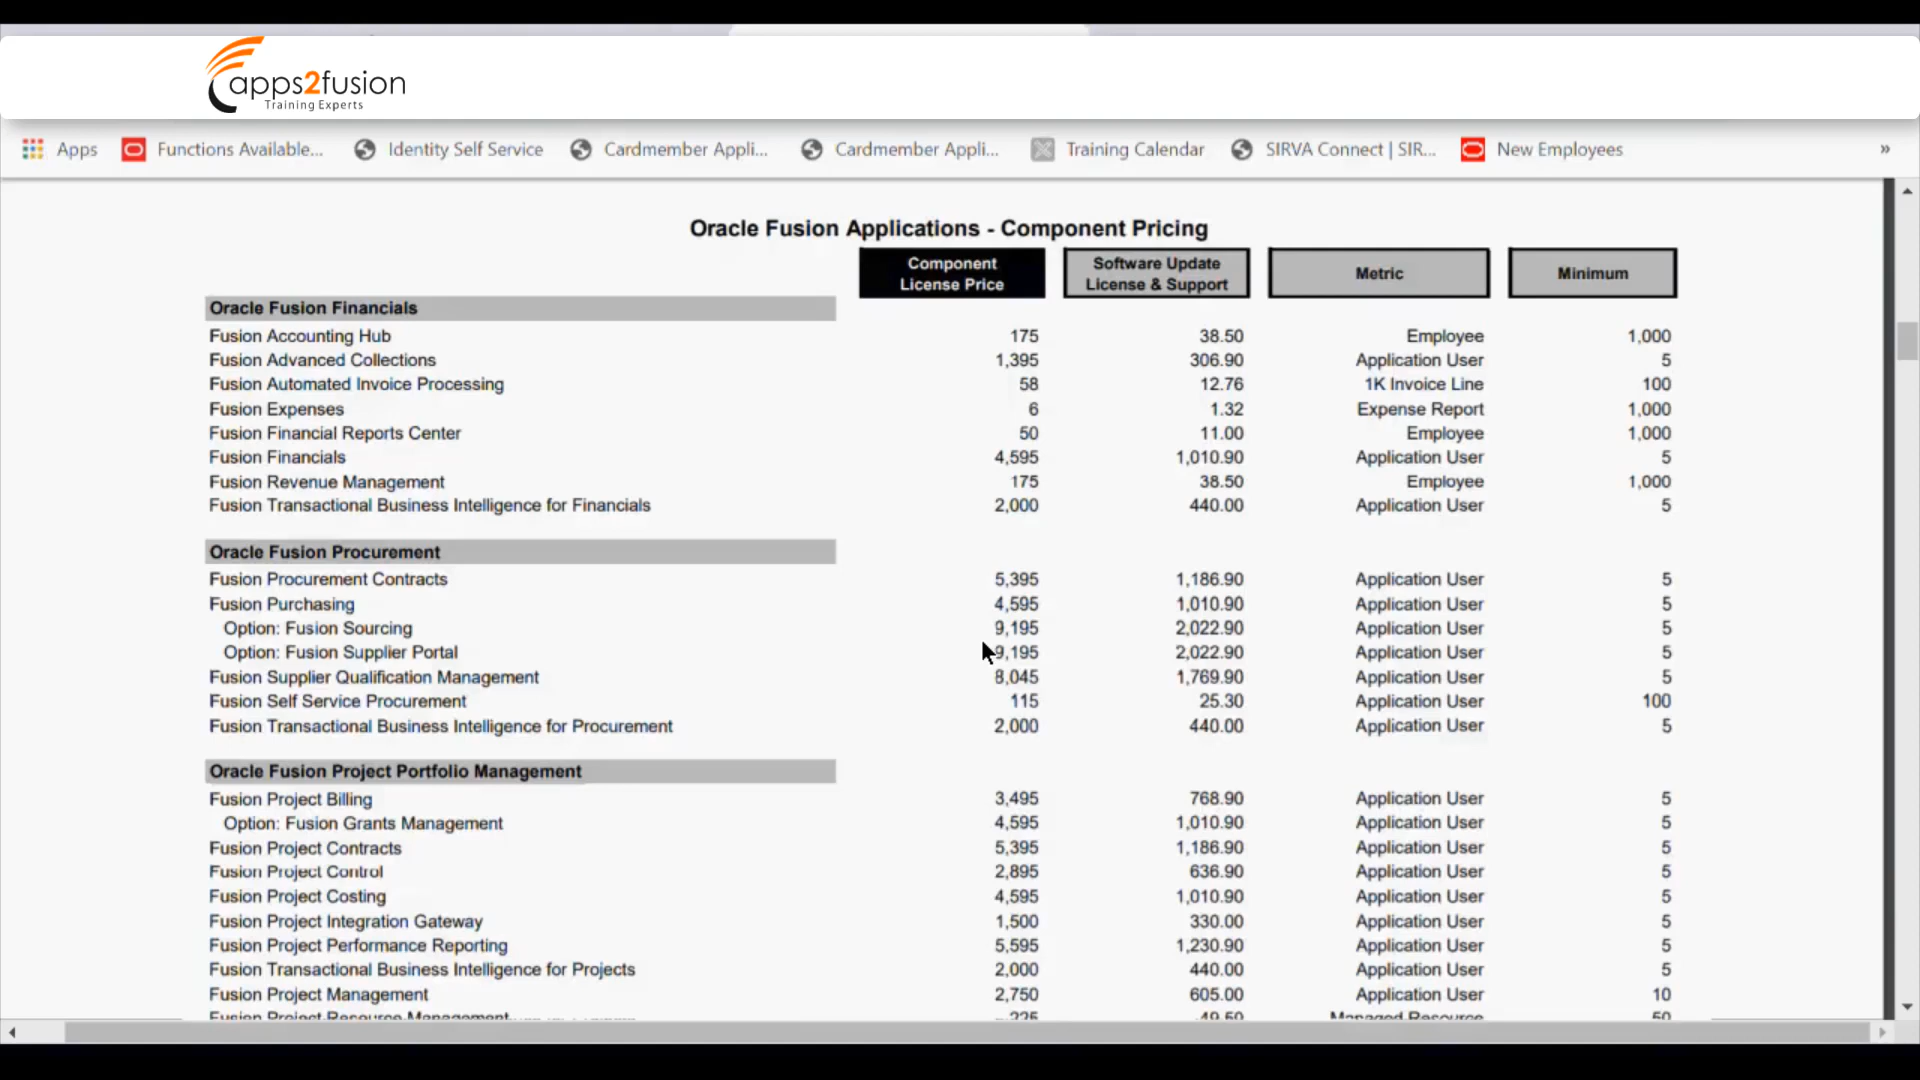 apps2fusion
Training Experts
Apps Functions Available... Identity Self Service Cardmember Appli... Cardmember Appli... Training Calendar SIRVA Connect | SIR... New Employees »
Oracle Fusion Applications - Component Pricing
Component License Price Software Update License & Support Metric Minimum
Oracle Fusion Financials
Fusion Accounting Hub 175 38.50 Employee 1,000
Fusion Advanced Collections 1,395 306.90 Application User 5
Fusion Automated Invoice Processing 58 12.76 1K Invoice Line 100
Fusion Expenses 6 1.32 Expense Report 1,000
Fusion Financial Reports Center 50 11.00 Employee 1,000
Fusion Financials 4,595 1,010.90 Application User 5
Fusion Revenue Management 175 38.50 Employee 1,000
Fusion Transactional Business Intelligence for Financials 2,000 440.00 Application User 5
Oracle Fusion Procurement
Fusion Procurement Contracts 5,395 1,186.90 Application User 5
Fusion Purchasing 4,595 1,010.90 Application User 5
Option: Fusion Sourcing 9,195 2,022.90 Application User 5
Option: Fusion Supplier Portal 9,195 2,022.90 Application User 5
Fusion Supplier Qualification Management 8,045 1,769.90 Application User 5
Fusion Self Service Procurement 115 25.30 Application User 100
Fusion Transactional Business Intelligence for Procurement 2,000 440.00 Application User 5
Oracle Fusion Project Portfolio Management
Fusion Project Billing 3,495 768.90 Application User 5
Option: Fusion Grants Management 4,595 1,010.90 Application User 5
Fusion Project Contracts 5,395 1,186.90 Application User 5
Fusion Project Control 2,895 636.90 Application User 5
Fusion Project Costing 4,595 1,010.90 Application User 5
Fusion Project Integration Gateway 1,500 330.00 Application User 5
Fusion Project Performance Reporting 5,595 1,230.90 Application User 5
Fusion Transactional Business Intelligence for Projects 2,000 440.00 Application User 5
Fusion Project Management 2,750 605.00 Application User 10
Fusion Project Resource Management 225 49.50 Managed Resource 50